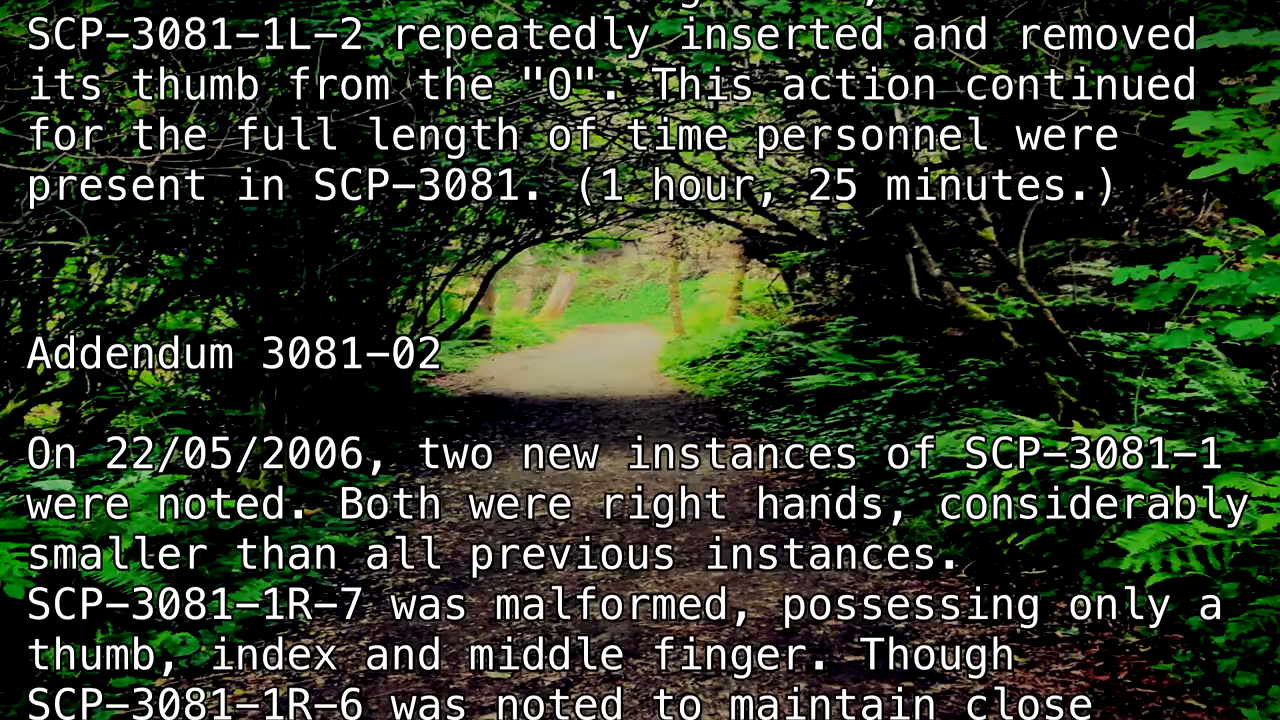 SCP-3081-1L-2 repeatedly inserted and removed
its thumb from the "O". This action continued
for the full length of time personnel were
present in SCP-3081. (1 hour, 25 minutes.)
Addendum 3081-02
On 22/05/2006, two new instances of SCP-3081-1
were noted. Both were right hands, considerably
smaller than all previous instances.
SCP-3081-1R-7 was malformed, possessing only a
thumb, index and middle finger. Though
SCP-3081-1R-6 was noted to maintain close